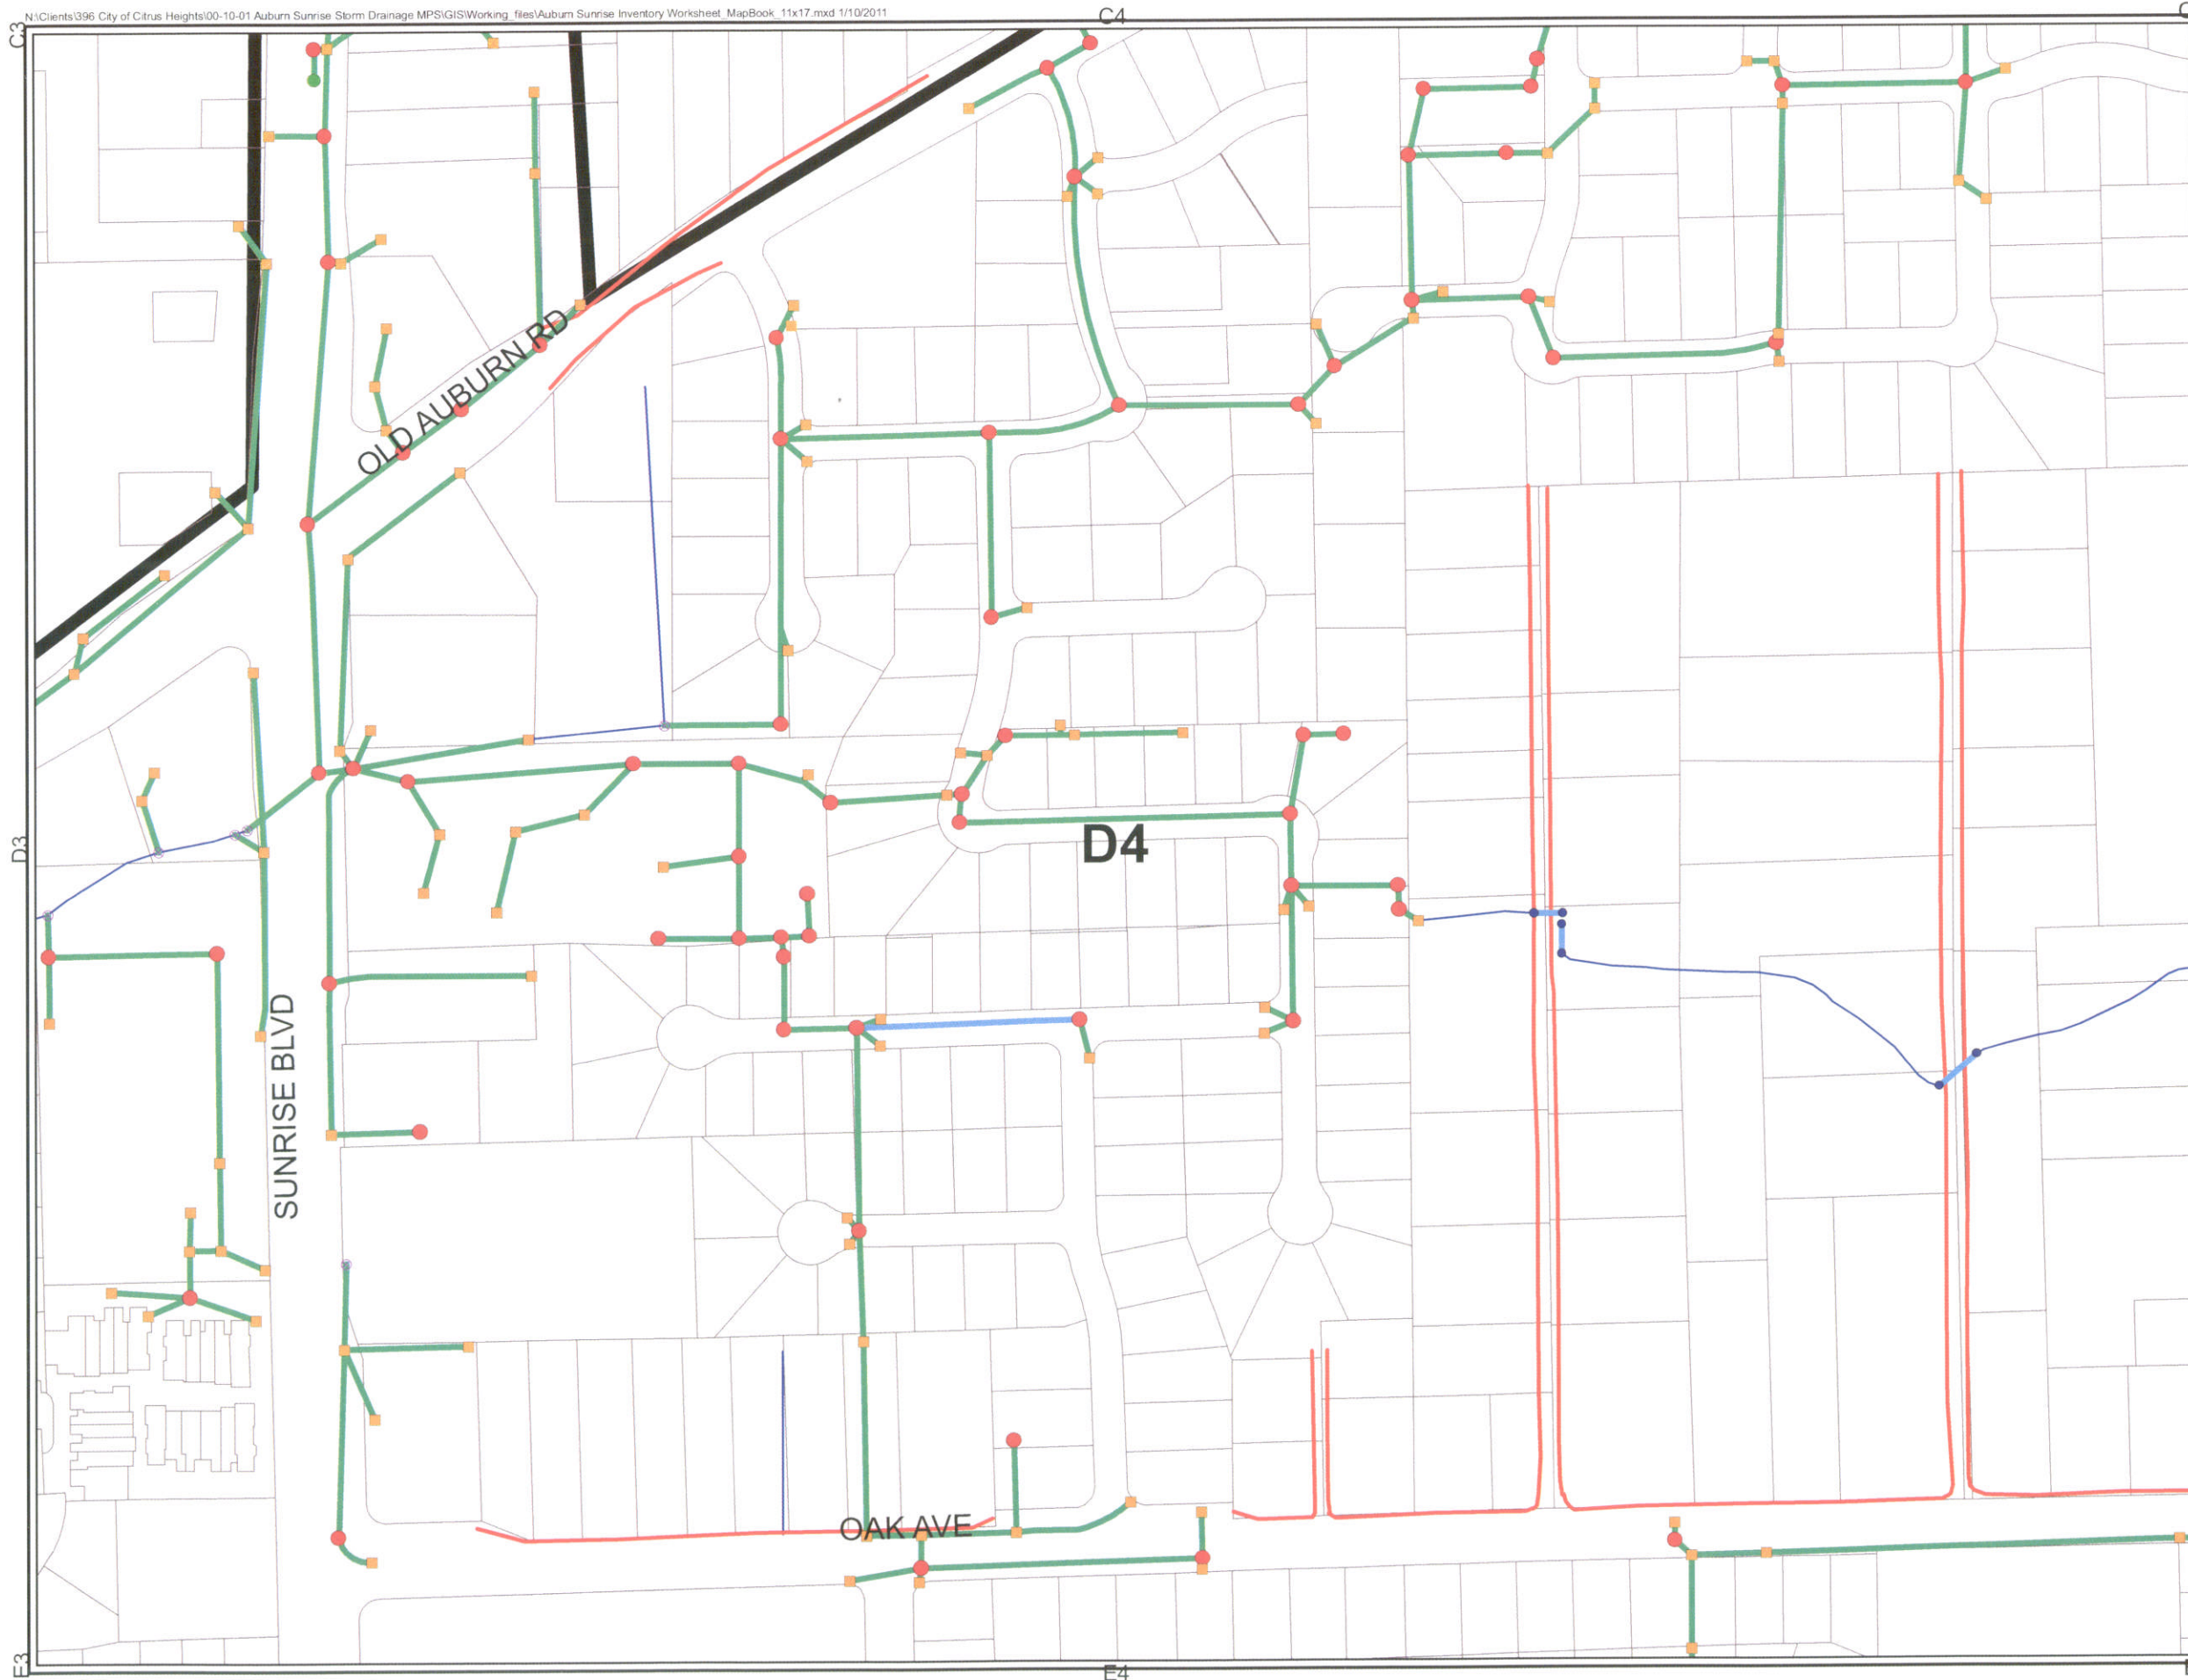 N:\Clients\396 City of Citrus Heights\00-10-01 Auburn Sunrise Storm Drainage MPS\GIS\Working_files\Auburn Sunrise Inventory Worksheet_MapBook_11x17.mxd 1/10/2011
C3
C4
OLD AUBURN RD
D3
D4
SUNRISE BLVD
OAK AVE
E3
E4